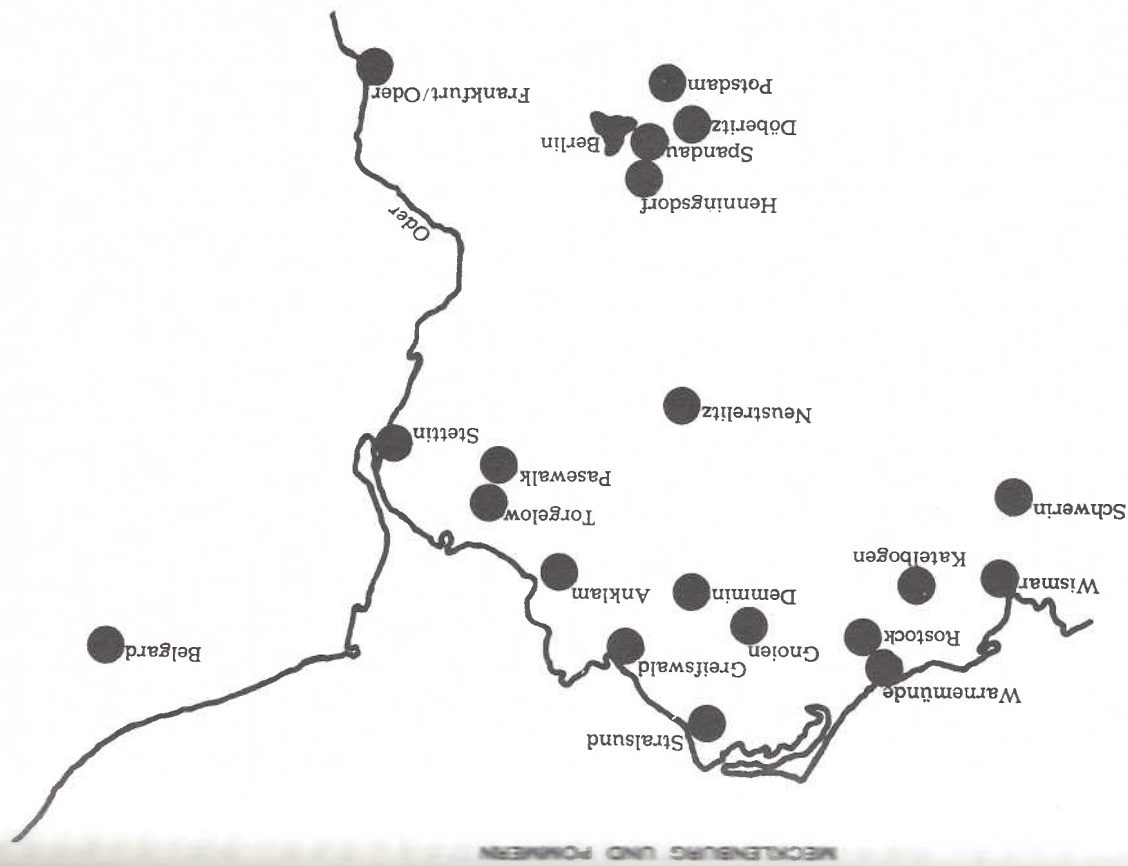 MECKLENBURG UND POMMERN
Stralsund
Warnemünde
Greifswald
Gnoien
Belgard
Rostock
Demmin
Anklam
Wismar
Katelbogen
Torgelow
Schwerin
Pasewalk
Stettin
Neustrelitz
Oder
Henningsdorf
Spandau
Berlin
Döberitz
Frankfurt/Oder
Potsdam